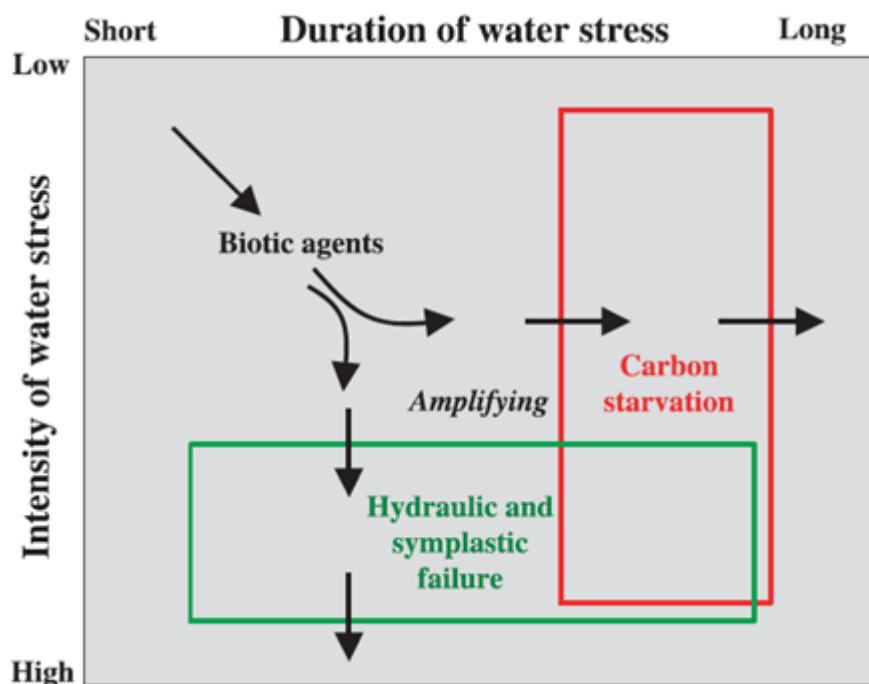 Short Duration of water stress Long
Low
Intensity of water stress
Biotic agents
Carbon
starvation
Amplifying
Hydraulic and
symplastic
failure
High